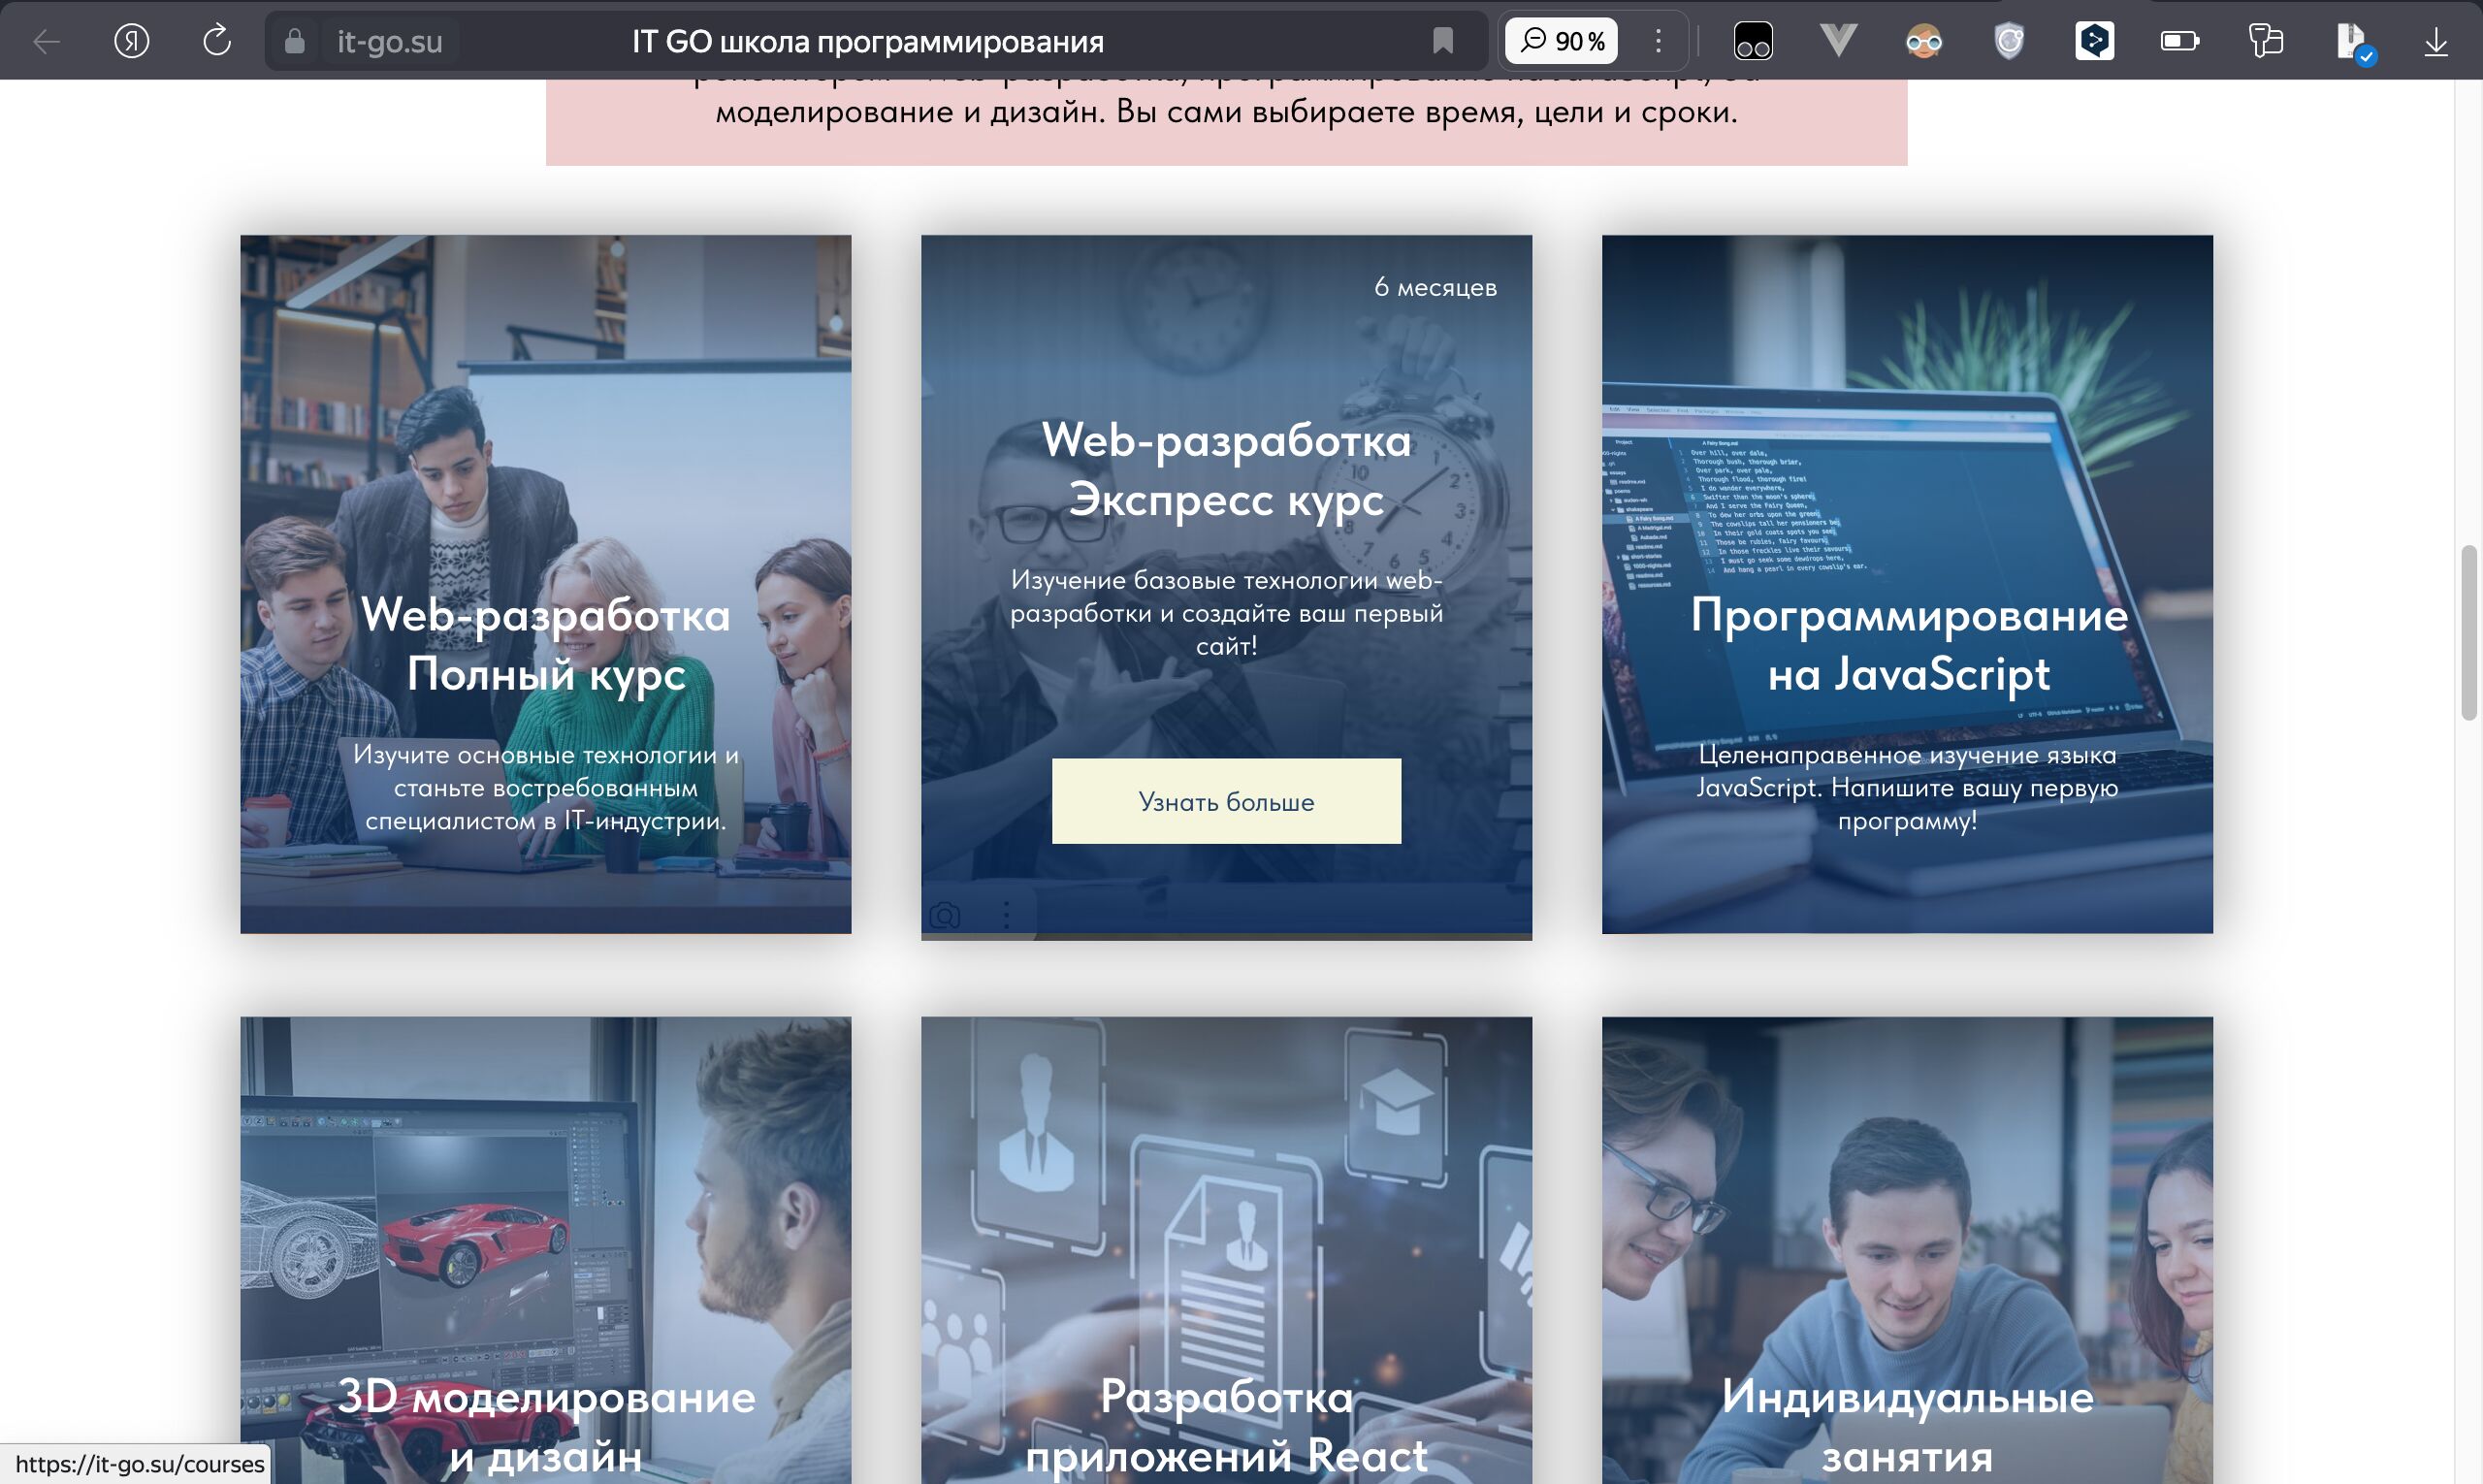 it-go.su
IT GO школа программирования
90 %
моделирование и дизайн. Вы сами выбираете время, цели и сроки.
Web-разработка
Полный курс
Изучите основные технологии и
станьте востребованным
специалистом в IT-индустрии.
6 месяцев
Web-разработка
Экспресс курс
Изучение базовые технологии web-
разработки и создайте ваш первый
сайт!
Узнать больше
Программирование
на JavaScript
Целенаправенное изучение языка
JavaScript. Напишите вашу первую
программу!
3D моделирование
и дизайн
Разработка
приложений React
Индивидуальные
занятия
https://it-go.su/courses